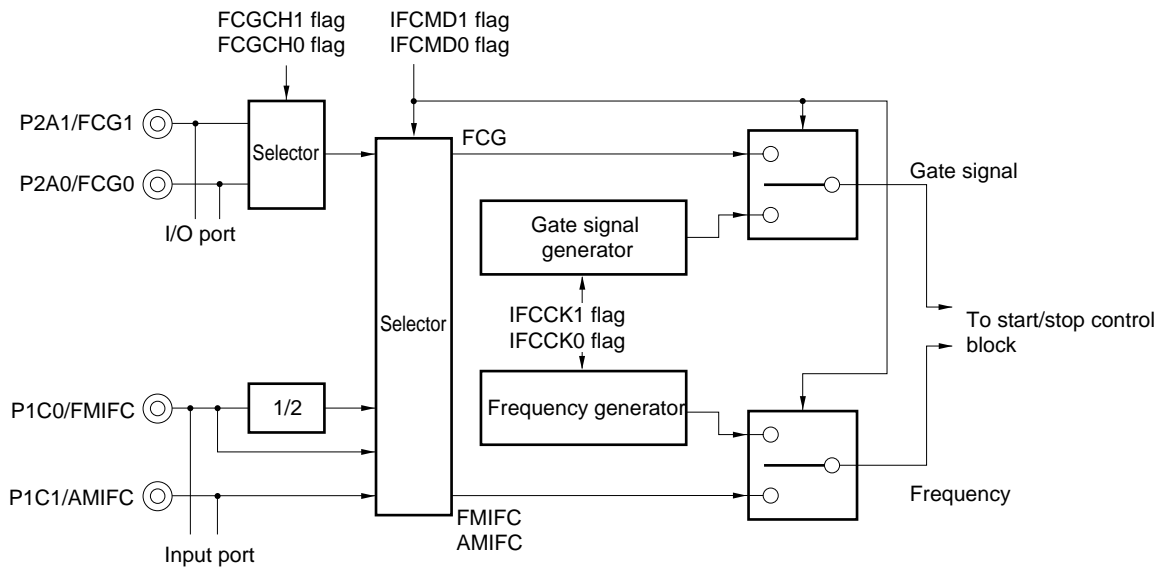 FCGCH1 flag
FCGCH0 flag
IFCMD1 flag
IFCMD0 flag
P2A1/FCG1
Selector
FCG
P2A0/FCG0
Gate signal
I/O port
Gate signal
generator
Selector
IFCCK1 flag
IFCCK0 flag
To start/stop control
block
P1C0/FMIFC
1/2
Frequency generator
P1C1/AMIFC
Frequency
FMIFC
AMIFC
Input port